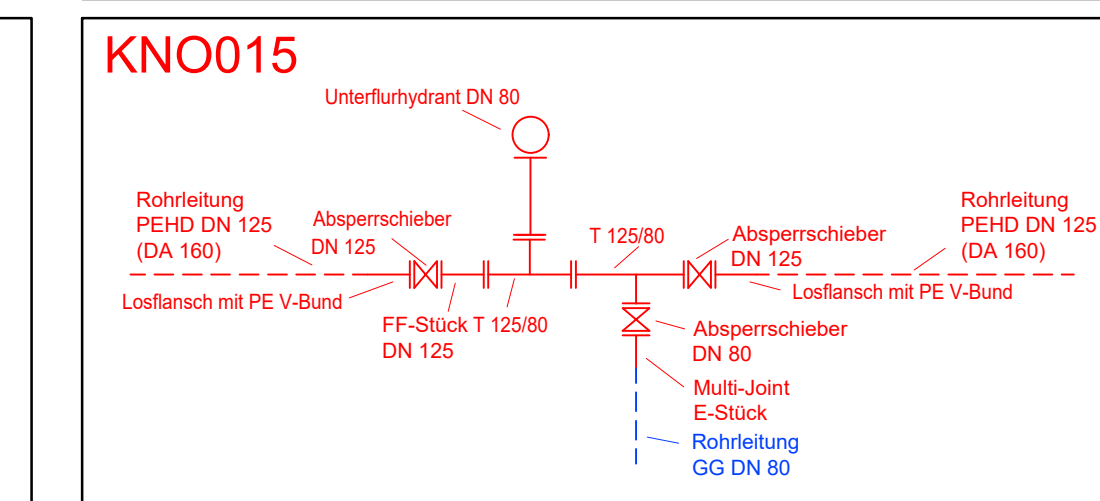 KNO015
Unterflurhydrant DN 80
Rohrleitung
PEHD DN 125
(DA 160)
Absperrschieber
DN 125
T 125/80
Absperrschieber
DN 125
Rohrleitung
PEHD DN 125
(DA 160)
Losflansch mit PE V-Bund
Losflansch mit PE V-Bund
FF-Stück
DN 125
T 125/80
Absperrschieber
DN 80
Multi-Joint
E-Stück
Rohrleitung
GG DN 80